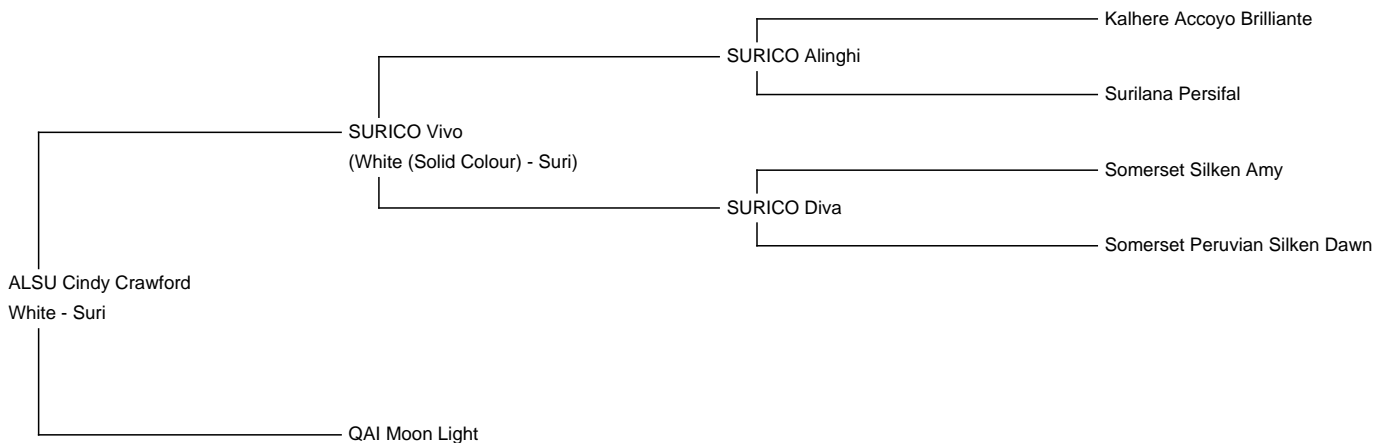 Kalhere Accoyo Brilliante
SURICO Alinghi
Surilana Persifal
SURICO Vivo
(White (Solid Colour) - Suri)
Somerset Silken Amy
SURICO Diva
Somerset Peruvian Silken Dawn
ALSU Cindy Crawford
White - Suri
QAI Moon Light